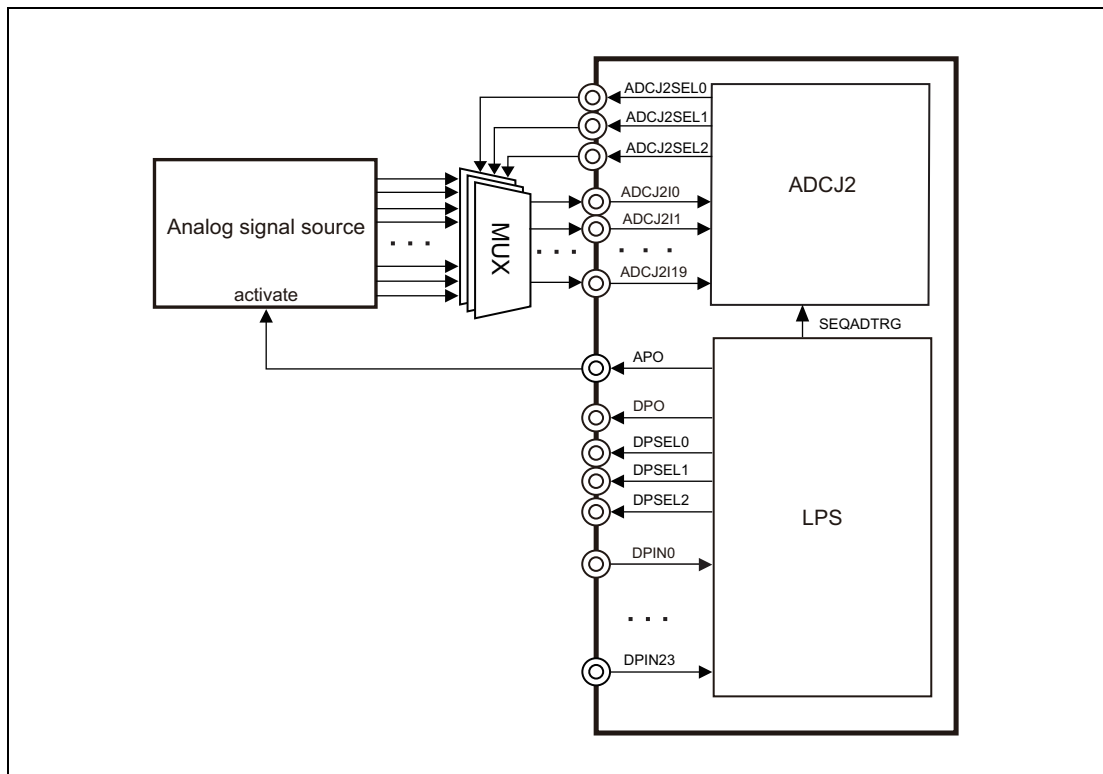 ADCJ2SEL0
ADCJ2SEL1
ADCJ2SEL2
ADCJ2
Analog signal source
. . .
activate
MUX
. . .
ADCJ2I0
ADCJ2I1
. . .
ADCJ2I19
SEQADTRG
APO
DPO
DPSEL0
DPSEL1
DPSEL2
LPS
DPIN0
. . .
DPIN23